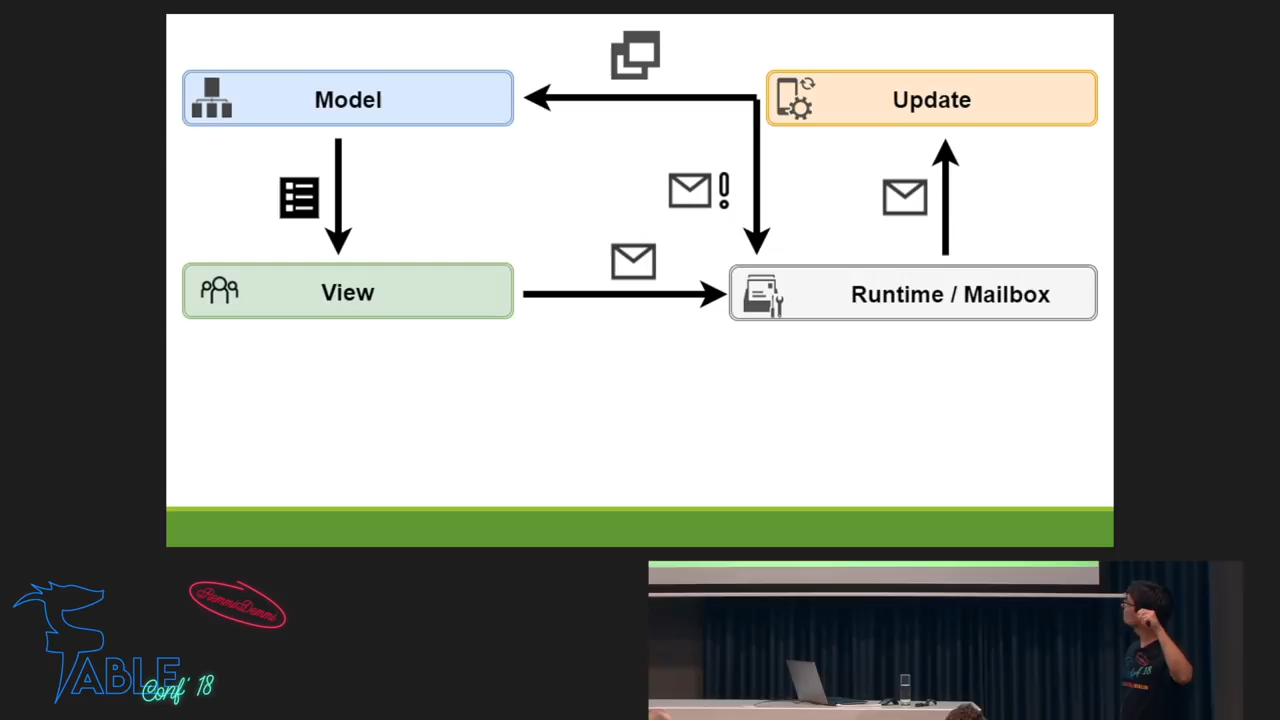 Model
Update
View
Runtime / Mailbox
FABLE
Conf' 18